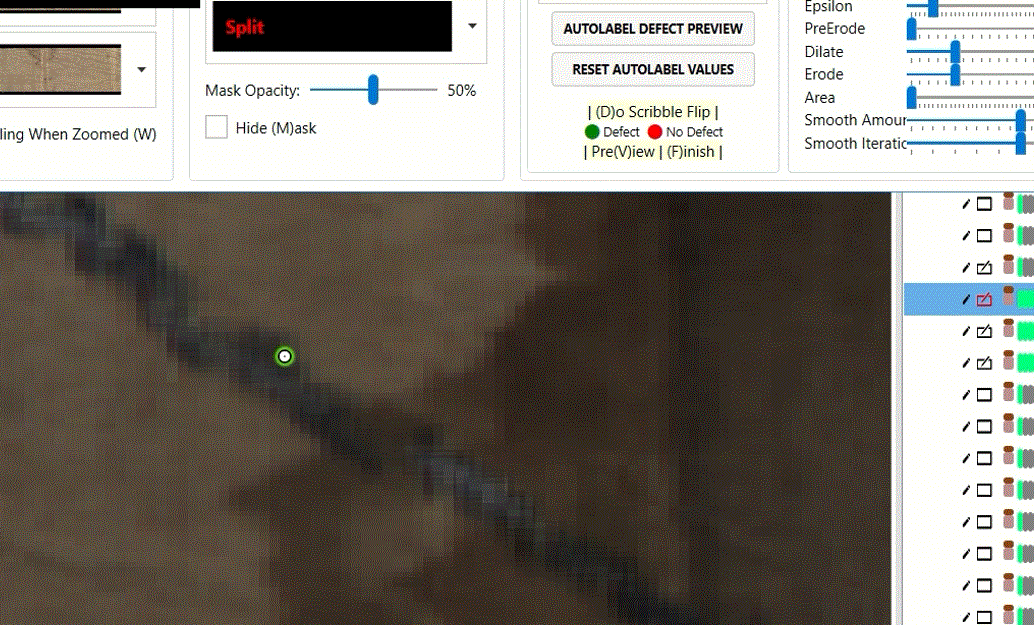 Split
Mask Opacity:
50%
Hide (M)ask
ling When Zoomed (W)
AUTOLABEL DEFECT PREVIEW
RESET AUTOLABEL VALUES
| (D)o Scribble Flip |
Defect
No Defect
| Pre(V)iew | (F)inish |
Epsilon
PreErode
Dilate
Erode
Area
Smooth Amour
Smooth Iteratic